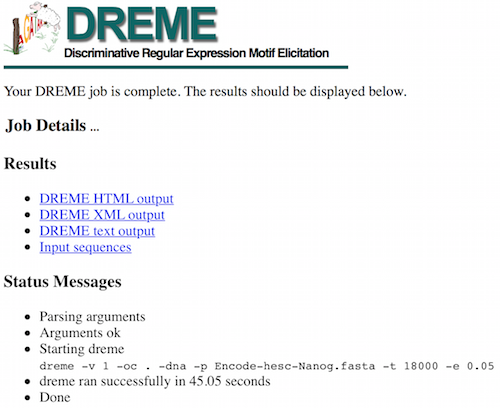 DREME
Discriminative Regular Expression Motif Elicitation
Your DREME job is complete. The results should be displayed below.
Job Details ...
Results
DREME HTML output
DREME XML output
DREME text output
Input sequences
Status Messages
Parsing arguments
Arguments ok
Starting dreme
dreme -v 1 -oc . -dna -p Encode-hesc-Nanog.fasta -t 18000 -e 0.05
dreme ran successfully in 45.05 seconds
Done